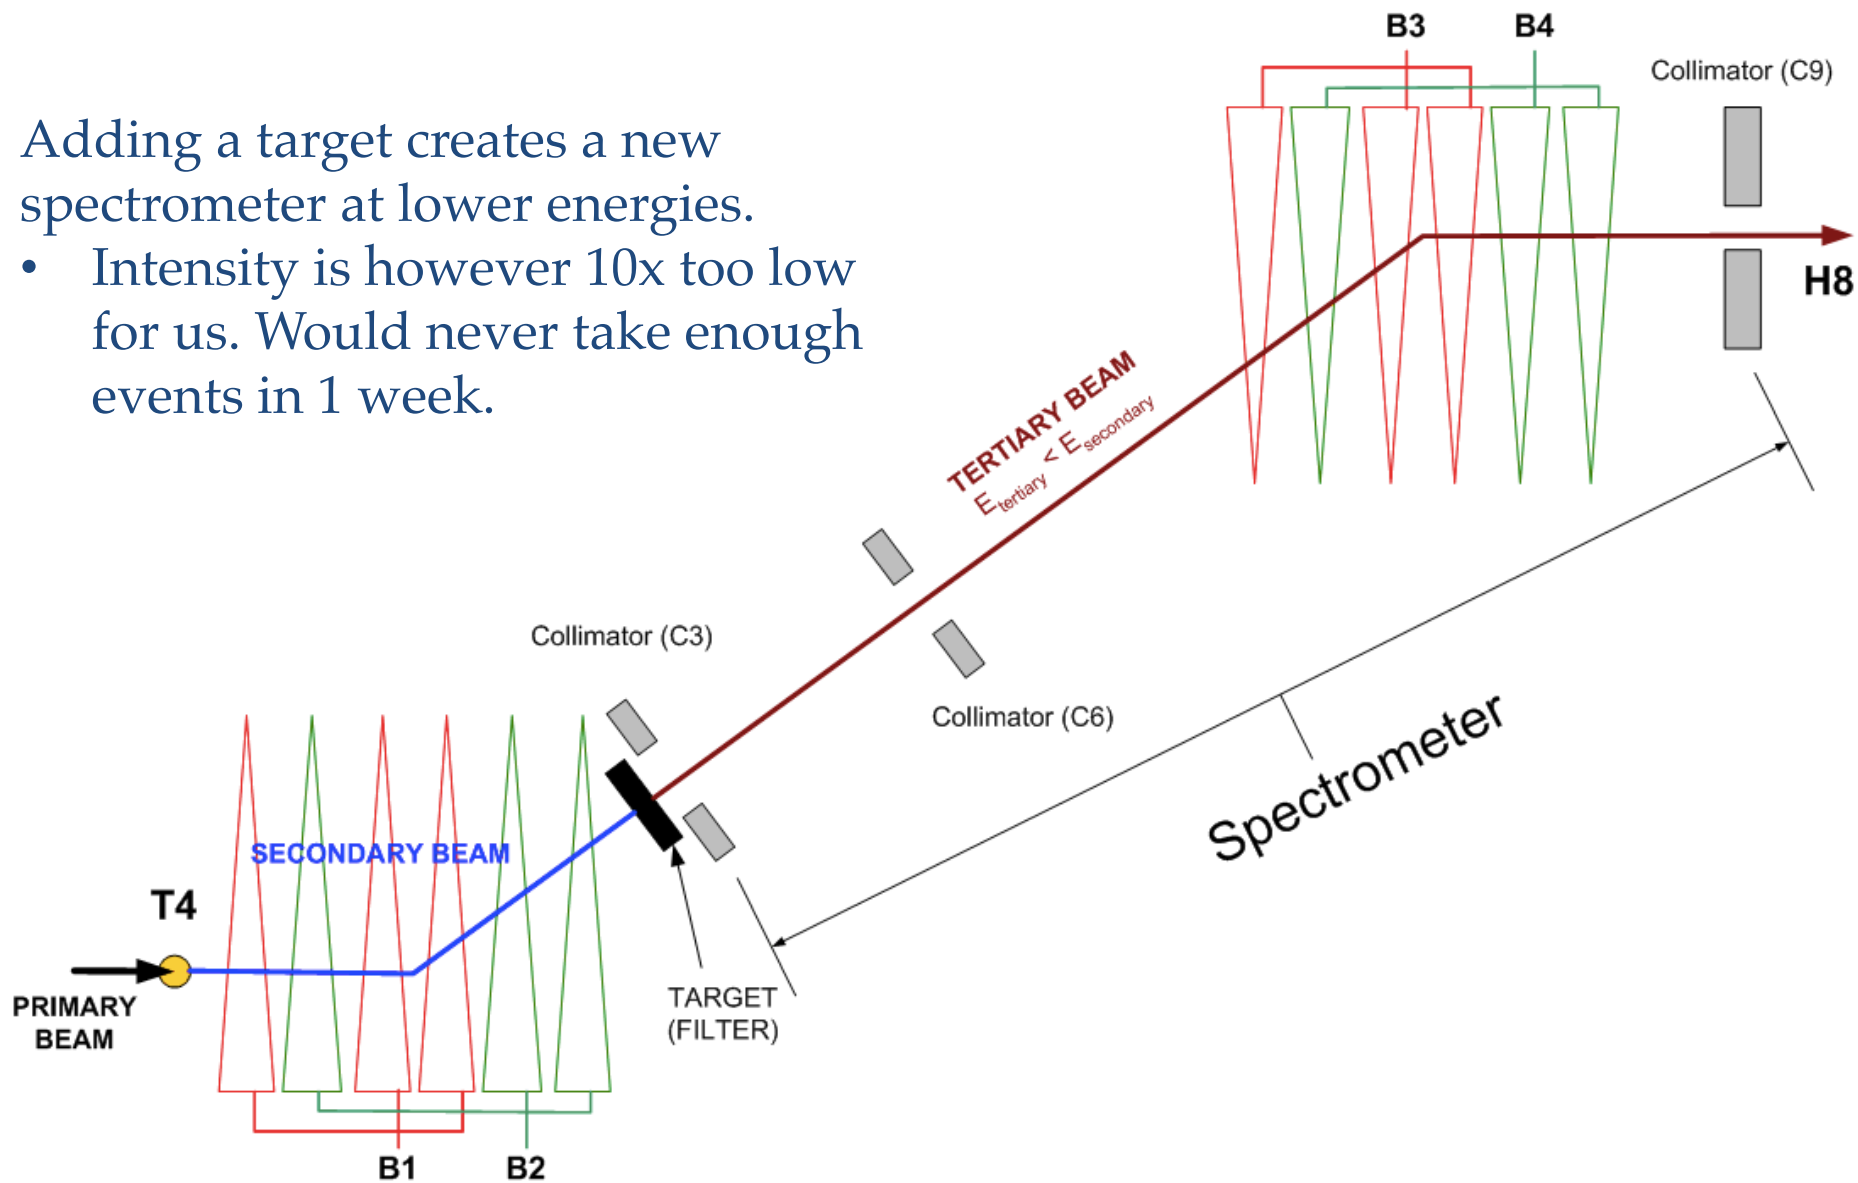 Adding a target creates a new
spectrometer at lower energies.
• Intensity is however 10x too low
for us. Would never take enough
events in 1 week.
B3
B4
Collimator (C9)
H8
TERTIARY BEAM
E_tertiary < E_secondary
Collimator (C3)
Collimator (C6)
Spectrometer
SECONDARY BEAM
T4
PRIMARY
BEAM
TARGET
(FILTER)
B1
B2